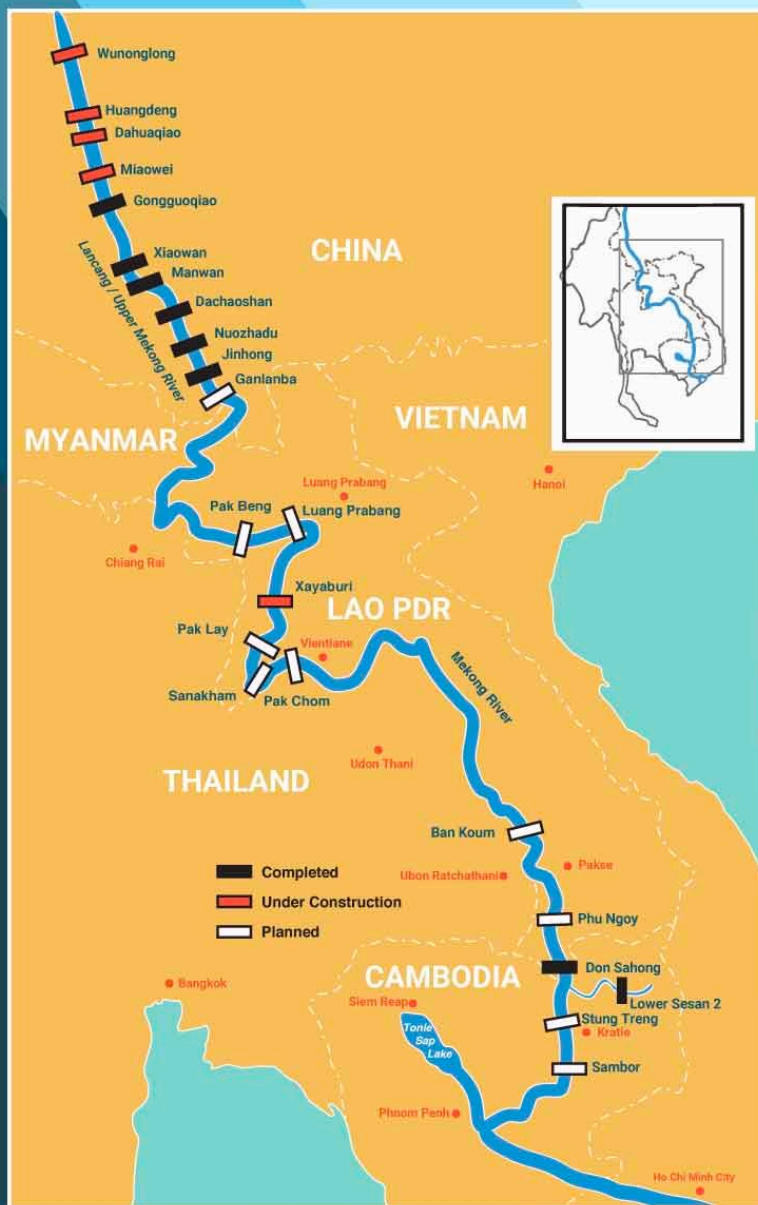 Wunonglong
Huangdeng
Dahuaqiao
Miaowei
Gongguoqiao
CHINA
Xiaowan
Manwan
Lancang / Upper Mekong River
Dachaoshan
Nuozhadu
Jinhong
Ganlanba
VIETNAM
MYANMAR
Luang Prabang
Hanoi
Pak Beng
Luang Prabang
Chiang Rai
Xayaburi
LAO PDR
Pak Lay
Vientiane
Mekong River
Sanakham
Pak Chom
Udon Thani
THAILAND
Ban Koum
Completed
Ubon Ratchathani
Pakse
Under Construction
Phu Ngoy
Planned
Don Sahong
CAMBODIA
Bangkok
Siem Reap
Lower Sesan 2
Stung Treng
Kratie
Tonle
Sap
Lake
Sambor
Phnom Penh
Ho Chi Minh City